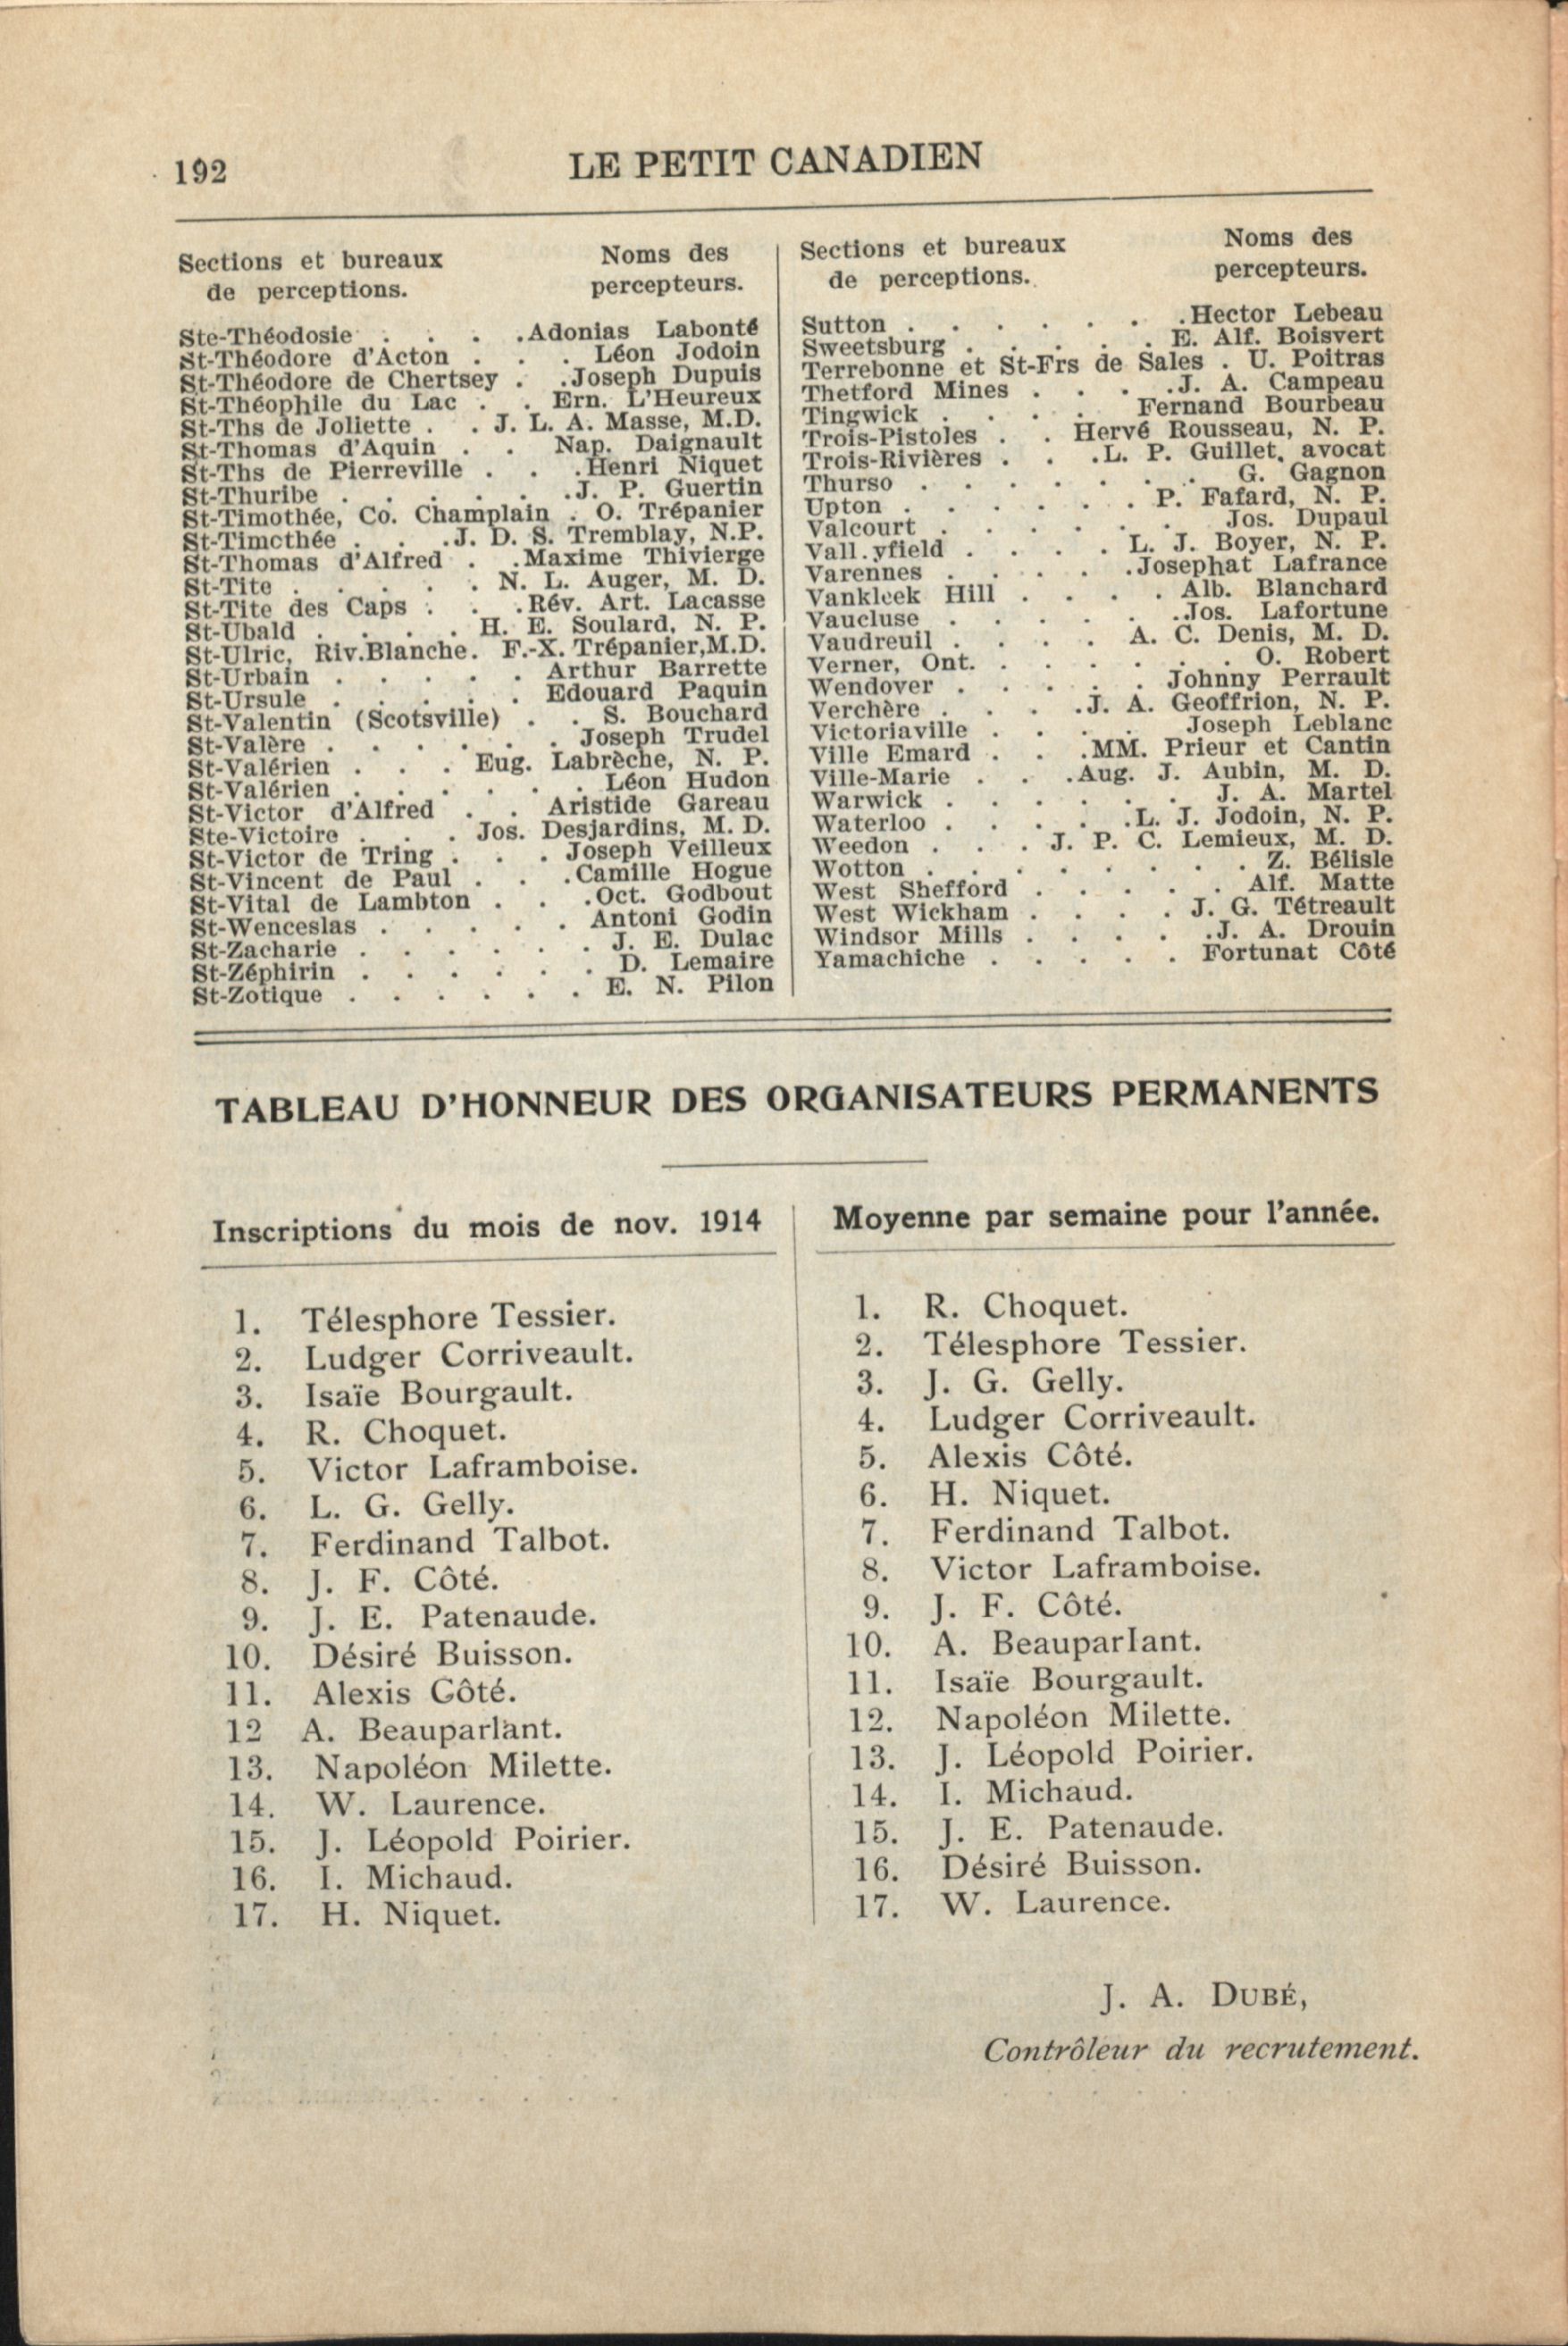 192
LE PETIT CANADIEN
Sections et bureaux de perceptions.
Noms des percepteurs.
Ste-Théodosie . . . . Adonias Labonté
St-Théodore d'Acton . . . Léon Jodoin
St-Théodore de Chertsey . . Joseph Dupuis
St-Théophile du Lac . . Ern. L'Heureux
St-Ths de Joliette . . J. L. A. Masse, M.D.
St-Thomas d'Aquin . . Nap. Daignault
St-Ths de Pierreville . . . Henri Niquet
St-Thuribe . . . . . . J. P. Guertin
St-Timothée, Co. Champlain . O. Trépanier
St-Timcthée . . . J. D. S. Tremblay, N.P.
St-Thomas d'Alfred . . Maxime Thivierge
St-Tite . . . . . N. L. Auger, M. D.
St-Tite des Caps . . . Rév. Art. Lacasse
St-Ubald . . . . H. E. Soulard, N. P.
St-Ulric, Riv.Blanche. F.-X. Trépanier,M.D.
St-Urbain . . . . . Arthur Barrette
St-Ursule . . . . . Edouard Paquin
St-Valentin (Scotsville) . . S. Bouchard
St-Valère . . . . . . Joseph Trudel
St-Valérien . . . Eug. Labrèche, N. P.
St-Valérien . . . . . . Léon Hudon
St-Victor d'Alfred . . Aristide Gareau
Ste-Victoire . . . Jos. Desjardins, M. D.
St-Victor de Tring . . . Joseph Veilleux
St-Vincent de Paul . . . Camille Hogue
St-Vital de Lambton . . . Oct. Godbout
St-Wenceslas . . . . . Antoni Godin
St-Zacharie . . . . . . J. E. Dulac
St-Zéphirin . . . . . . D. Lemaire
St-Zotique . . . . . . E. N. Pilon
Sections et bureaux de perceptions.
Noms des percepteurs.
Sutton . . . . . . . Hector Lebeau
Sweetsburg . . . . . E. Alf. Boisvert
Terrebonne et St-Frs de Sales . U. Poitras
Thetford Mines . . . . J. A. Campeau
Tingwick . . . . Fernand Bourbeau
Trois-Pistoles . . Hervé Rousseau, N. P.
Trois-Rivières . . . L. P. Guillet, avocat
Thurso . . . . . . . G. Gagnon
Upton . . . . . . P. Fafard, N. P.
Valcourt . . . . . . Jos. Dupaul
Vall.yfield . . . . L. J. Boyer, N. P.
Varennes . . . . . Josephat Lafrance
Vankleek Hill . . . . Alb. Blanchard
Vaucluse . . . . . . Jos. Lafortune
Vaudreuil . . . . A. C. Denis, M. D.
Verner, Ont. . . . . . . O. Robert
Wendover . . . . . Johnny Perrault
Verchère . . . . J. A. Geoffrion, N. P.
Victoriaville . . . . Joseph Leblanc
Ville Emard . . . MM. Prieur et Cantin
Ville-Marie . . . Aug. J. Aubin, M. D.
Warwick . . . . . . J. A. Martel
Waterloo . . . . . L. J. Jodoin, N. P.
Weedon . . . J. P. C. Lemieux, M. D.
Wotton . . . . . . . . Z. Bélisle
West Shefford . . . . . Alf. Matte
West Wickham . . . . J. G. Tétreault
Windsor Mills . . . . . J. A. Drouin
Yamachiche . . . . . Fortunat Côté
TABLEAU D'HONNEUR DES ORGANISATEURS PERMANENTS
Inscriptions du mois de nov. 1914
1. Télesphore Tessier.
2. Ludger Corriveault.
3. Isaïe Bourgault.
4. R. Choquet.
5. Victor Laframboise.
6. L. G. Gelly.
7. Ferdinand Talbot.
8. J. F. Côté.
9. J. E. Patenaude.
10. Désiré Buisson.
11. Alexis Côté.
12 A. Beauparlant.
13. Napoléon Milette.
14. W. Laurence.
15. J. Léopold Poirier.
16. I. Michaud.
17. H. Niquet.
Moyenne par semaine pour l'année.
1. R. Choquet.
2. Télesphore Tessier.
3. J. G. Gelly.
4. Ludger Corriveault.
5. Alexis Côté.
6. H. Niquet.
7. Ferdinand Talbot.
8. Victor Laframboise.
9. J. F. Côté.
10. A. Beauparlant.
11. Isaïe Bourgault.
12. Napoléon Milette.
13. J. Léopold Poirier.
14. I. Michaud.
15. J. E. Patenaude.
16. Désiré Buisson.
17. W. Laurence.
J. A. DUBÉ,
Contrôleur du recrutement.